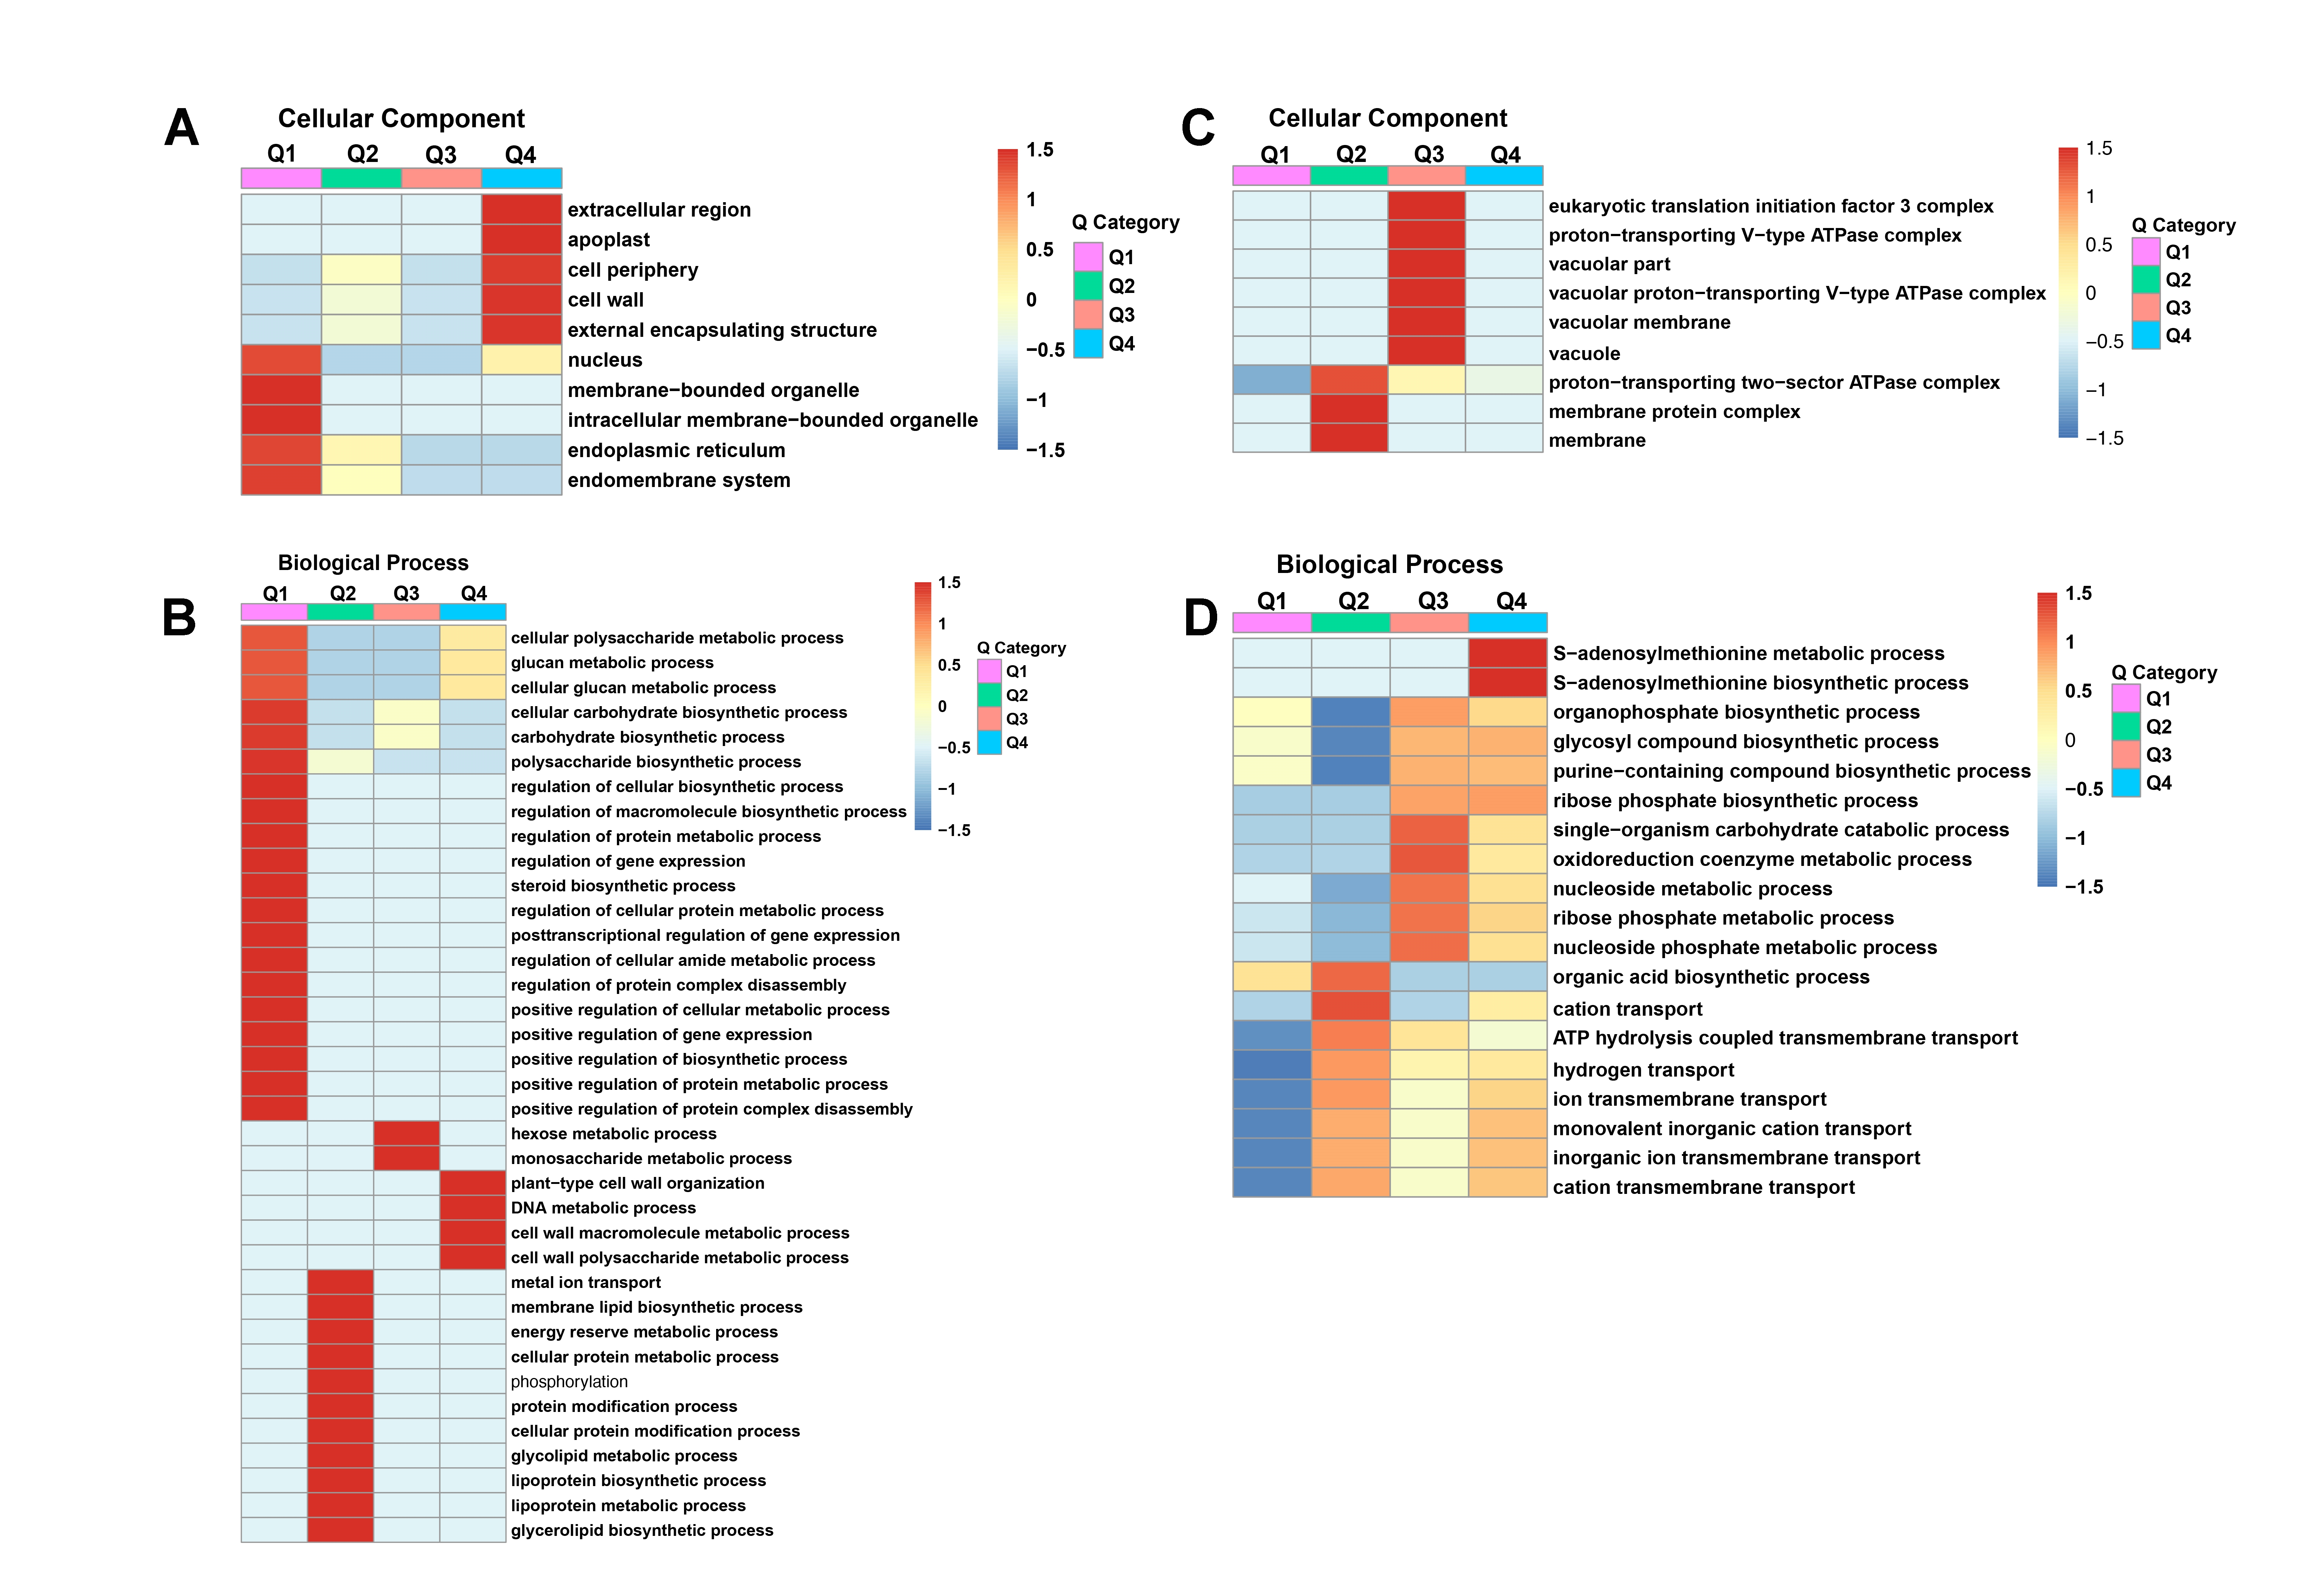 A
Cellular Component
Q1 Q2 Q3 Q4
extracellular region
apoplast
cell periphery
cell wall
external encapsulating structure
nucleus
membrane−bounded organelle
intracellular membrane−bounded organelle
endoplasmic reticulum
endomembrane system
1.5
1
0.5
0
−0.5
−1
−1.5
Q Category
Q1
Q2
Q3
Q4
C
Cellular Component
Q1 Q2 Q3 Q4
eukaryotic translation initiation factor 3 complex
proton−transporting V−type ATPase complex
vacuolar part
vacuolar proton−transporting V−type ATPase complex
vacuolar membrane
vacuole
proton−transporting two−sector ATPase complex
membrane protein complex
membrane
1.5
1
0.5
0
−0.5
−1
−1.5
Q Category
Q1
Q2
Q3
Q4
B
Biological Process
Q1 Q2 Q3 Q4
cellular polysaccharide metabolic process
glucan metabolic process
cellular glucan metabolic process
cellular carbohydrate biosynthetic process
carbohydrate biosynthetic process
polysaccharide biosynthetic process
regulation of cellular biosynthetic process
regulation of macromolecule biosynthetic process
regulation of protein metabolic process
regulation of gene expression
steroid biosynthetic process
regulation of cellular protein metabolic process
posttranscriptional regulation of gene expression
regulation of cellular amide metabolic process
regulation of protein complex disassembly
positive regulation of cellular metabolic process
positive regulation of gene expression
positive regulation of biosynthetic process
positive regulation of protein metabolic process
positive regulation of protein complex disassembly
hexose metabolic process
monosaccharide metabolic process
plant−type cell wall organization
DNA metabolic process
cell wall macromolecule metabolic process
cell wall polysaccharide metabolic process
metal ion transport
membrane lipid biosynthetic process
energy reserve metabolic process
cellular protein metabolic process
phosphorylation
protein modification process
cellular protein modification process
glycolipid metabolic process
lipoprotein biosynthetic process
lipoprotein metabolic process
glycerolipid biosynthetic process
1.5
1
0.5
0
−0.5
−1
−1.5
Q Category
Q1
Q2
Q3
Q4
D
Biological Process
Q1 Q2 Q3 Q4
S−adenosylmethionine metabolic process
S−adenosylmethionine biosynthetic process
organophosphate biosynthetic process
glycosyl compound biosynthetic process
purine−containing compound biosynthetic process
ribose phosphate biosynthetic process
single−organism carbohydrate catabolic process
oxidoreduction coenzyme metabolic process
nucleoside metabolic process
ribose phosphate metabolic process
nucleoside phosphate metabolic process
organic acid biosynthetic process
cation transport
ATP hydrolysis coupled transmembrane transport
hydrogen transport
ion transmembrane transport
monovalent inorganic cation transport
inorganic ion transmembrane transport
cation transmembrane transport
1.5
1
0.5
0
−0.5
−1
−1.5
Q Category
Q1
Q2
Q3
Q4